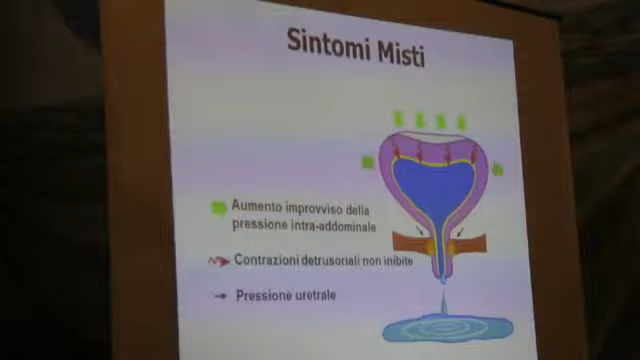 Sintomi Misti
Aumento improvviso della
pressione intra-addominale
Contrazioni detrusoriali non inibite
Pressione uretrale